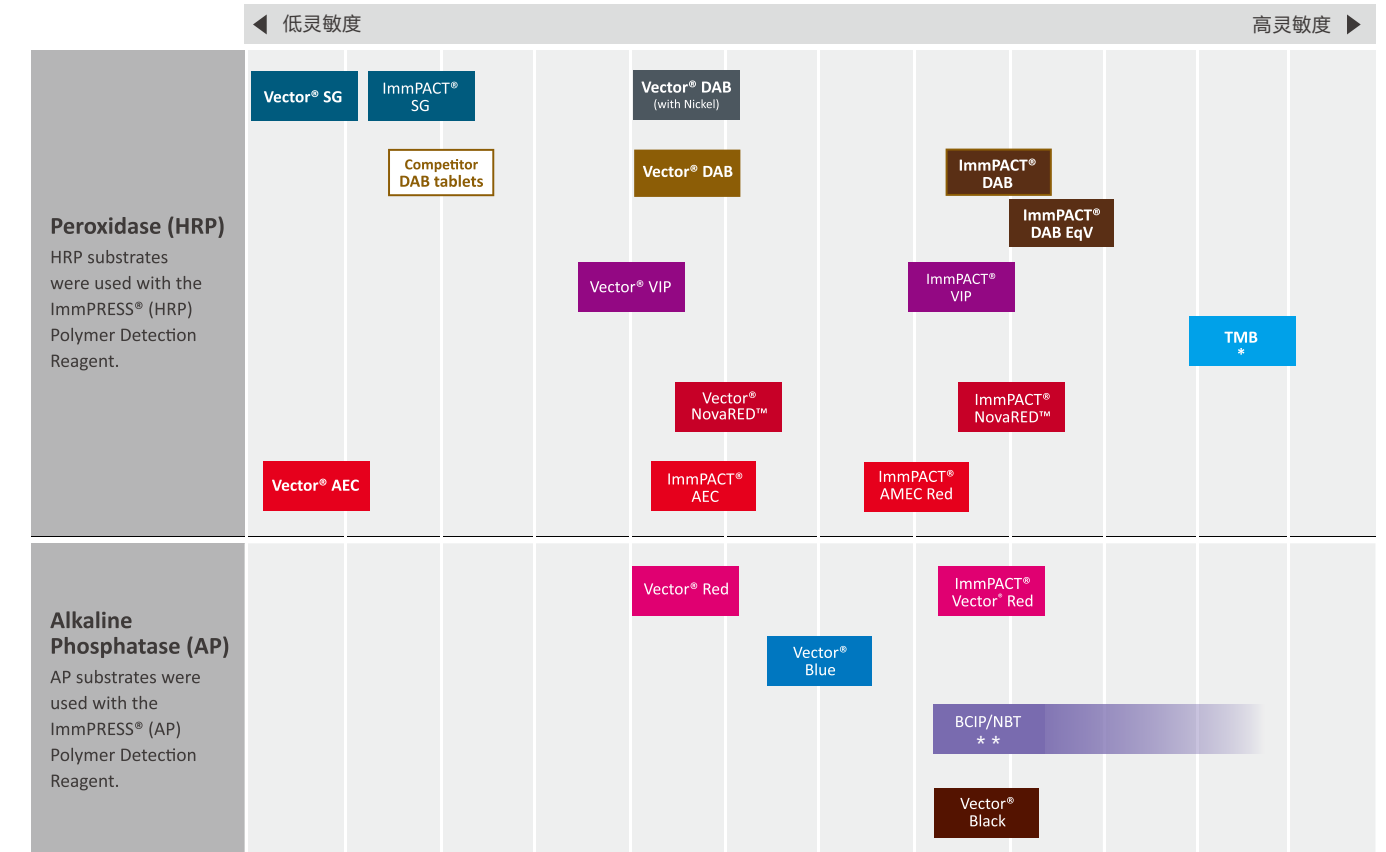 低灵敏度
高灵敏度
Peroxidase (HRP)
HRP substrates
were used with the
ImmPRESS® (HRP)
Polymer Detection
Reagent.
Vector® SG
ImmPACT®
SG
Vector® DAB
(with Nickel)
Competitor
DAB tablets
Vector® DAB
ImmPACT®
DAB
ImmPACT®
DAB EqV
Vector® VIP
ImmPACT®
VIP
TMB
*
Vector®
NovaRED™
ImmPACT®
NovaRED™
Vector® AEC
ImmPACT®
AEC
ImmPACT®
AMEC Red
Alkaline
Phosphatase (AP)
AP substrates were
used with the
ImmPRESS® (AP)
Polymer Detection
Reagent.
Vector® Red
ImmPACT®
Vector® Red
Vector®
Blue
BCIP/NBT
* *
Vector®
Black